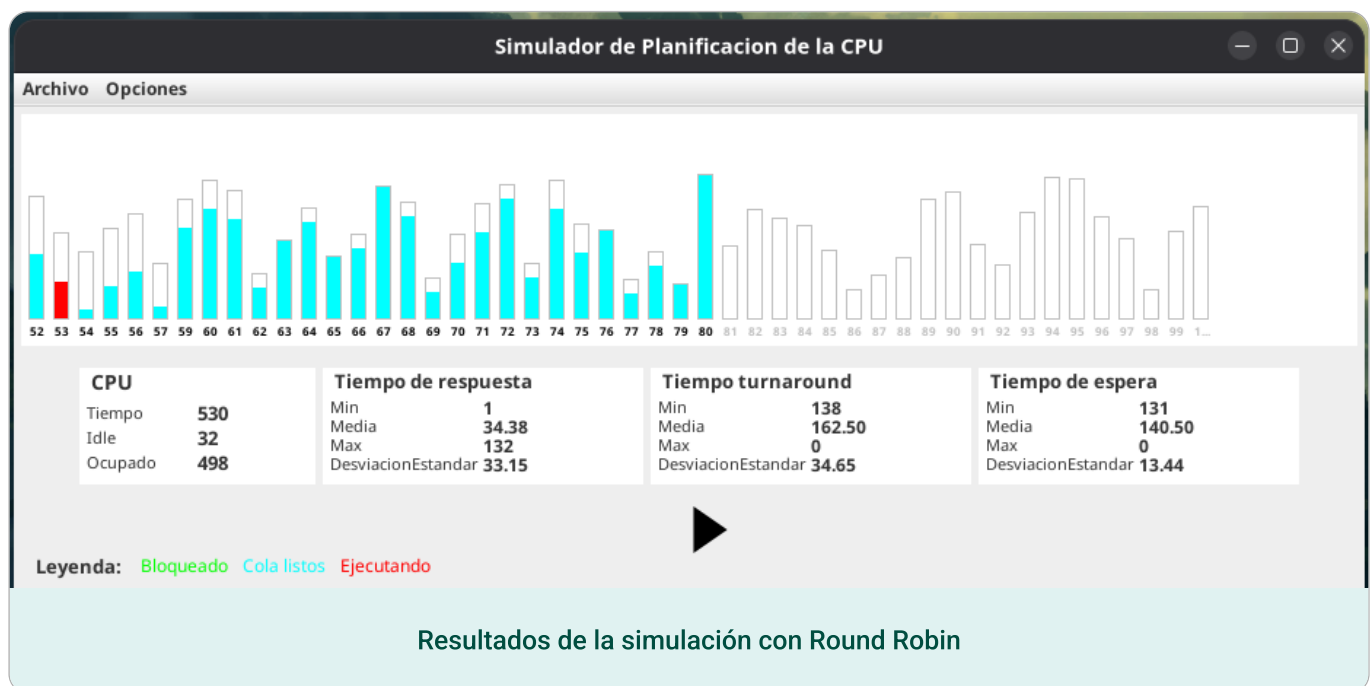 Simulador de Planificacion de la CPU
Archivo Opciones
52 53 54 55 56 57 59 60 61 62 63 64 65 66 67 68 69 70 71 72 73 74 75 76 77 78 79 80 81 82 83 84 85 86 87 88 89 90 91 92 93 94 95 96 97 98 99 1...
CPU
Tiempo 530
Idle 32
Ocupado 498
Tiempo de respuesta
Min 1
Media 34.38
Max 132
DesviacionEstandar 33.15
Tiempo turnaround
Min 138
Media 162.50
Max 0
DesviacionEstandar 34.65
Tiempo de espera
Min 131
Media 140.50
Max 0
DesviacionEstandar 13.44
Leyenda: Bloqueado Cola listos Ejecutando
Resultados de la simulación con Round Robin